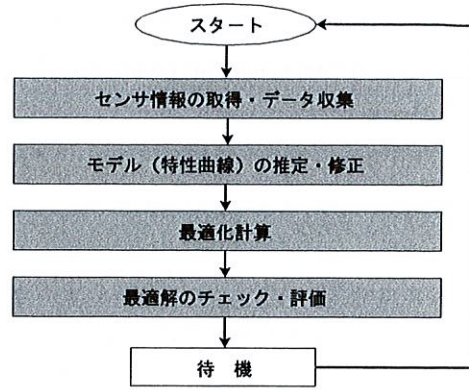 スタート
センサ情報の取得・データ収集
モデル（特性曲線）の推定・修正
最適化計算
最適解のチェック・評価
待　機